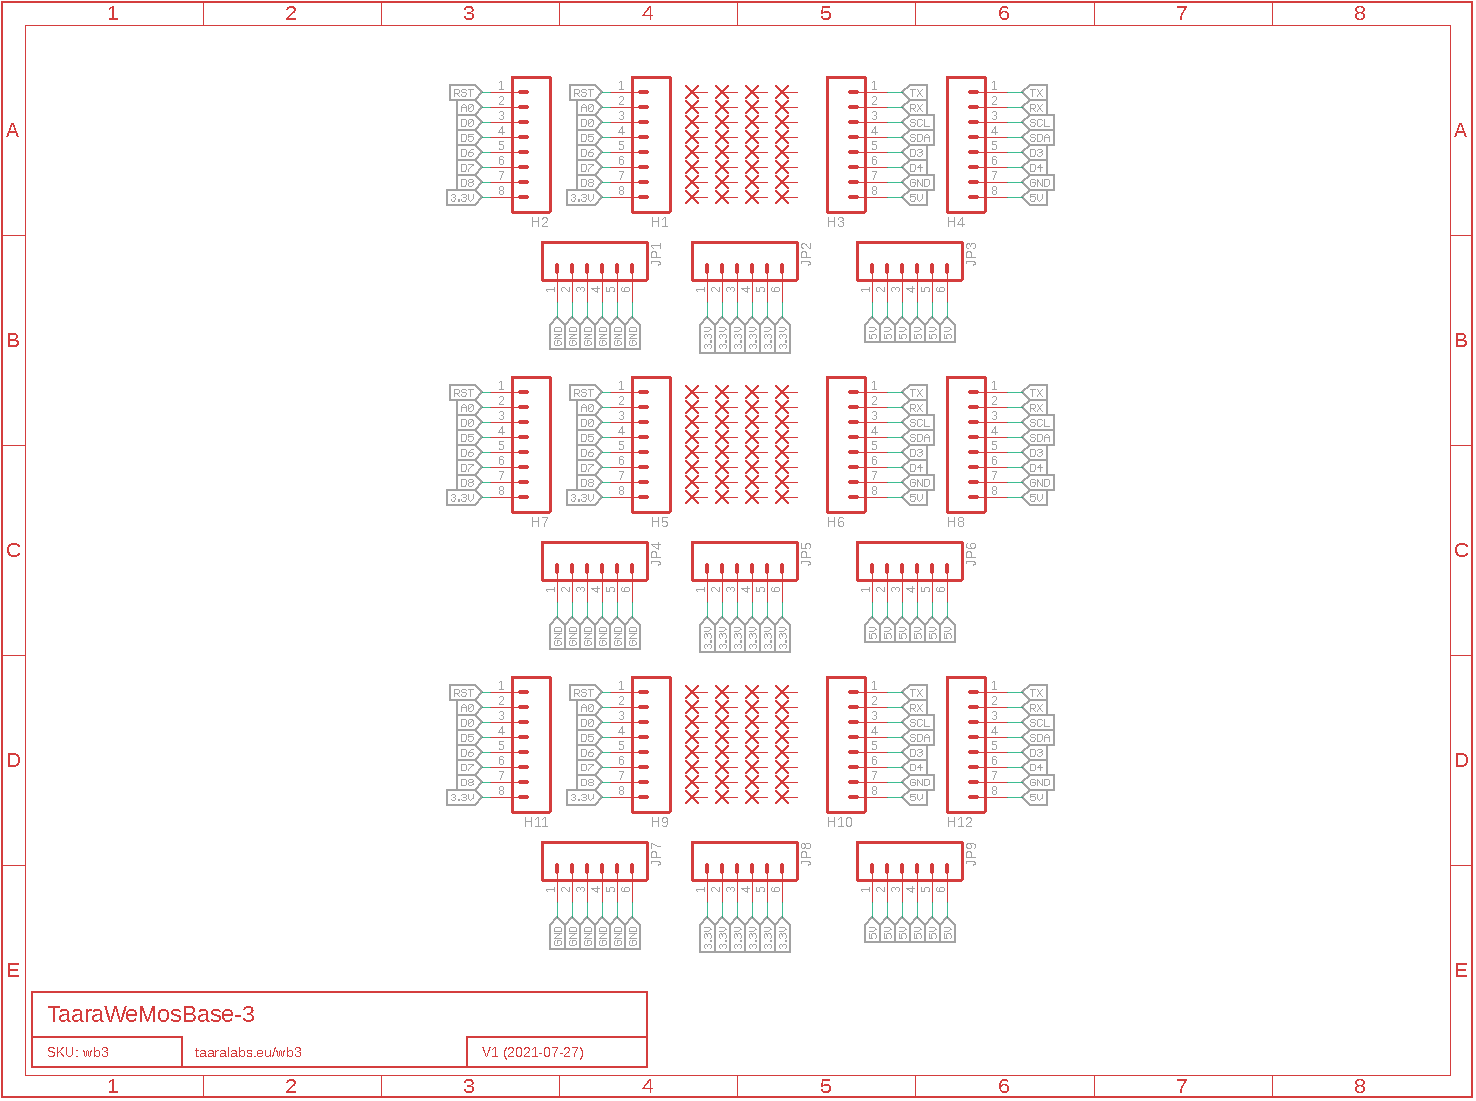 1 2 3 4 5 6 7 8
A A
RST 1 RST 1 1 TX 1 TX
A0 2 A0 2 2 RX 2 RX
D0 3 D0 3 3 SCL 3 SCL
D5 4 D5 4 4 SDA 4 SDA
D6 5 D6 5 5 D3 5 D3
D7 6 D7 6 6 D4 6 D4
D8 7 D8 7 7 GND 7 GND
3.3V 8 3.3V 8 8 5V 8 5V
H2 H1 H3 H4
JP1 JP2 JP3
1 2 3 4 5 6 1 2 3 4 5 6 1 2 3 4 5 6
B B
GND GND GND GND GND GND 3.3V 3.3V 3.3V 3.3V 3.3V 3.3V 5V 5V 5V 5V 5V 5V
RST 1 RST 1 1 TX 1 TX
A0 2 A0 2 2 RX 2 RX
D0 3 D0 3 3 SCL 3 SCL
D5 4 D5 4 4 SDA 4 SDA
D6 5 D6 5 5 D3 5 D3
D7 6 D7 6 6 D4 6 D4
D8 7 D8 7 7 GND 7 GND
3.3V 8 3.3V 8 8 5V 8 5V
H7 H5 H6 H8
C C
JP4 JP5 JP6
1 2 3 4 5 6 1 2 3 4 5 6 1 2 3 4 5 6
GND GND GND GND GND GND 3.3V 3.3V 3.3V 3.3V 3.3V 3.3V 5V 5V 5V 5V 5V 5V
RST 1 RST 1 1 TX 1 TX
A0 2 A0 2 2 RX 2 RX
D0 3 D0 3 3 SCL 3 SCL
D5 4 D5 4 4 SDA 4 SDA
D6 5 D6 5 5 D3 5 D3
D D
D7 6 D7 6 6 D4 6 D4
D8 7 D8 7 7 GND 7 GND
3.3V 8 3.3V 8 8 5V 8 5V
H11 H9 H10 H12
JP7 JP8 JP9
1 2 3 4 5 6 1 2 3 4 5 6 1 2 3 4 5 6
GND GND GND GND GND GND 3.3V 3.3V 3.3V 3.3V 3.3V 3.3V 5V 5V 5V 5V 5V 5V
E E
TaaraWeMosBase-3
SKU: wb3 taaralabs.eu/wb3 V1 (2021-07-27)
1 2 3 4 5 6 7 8